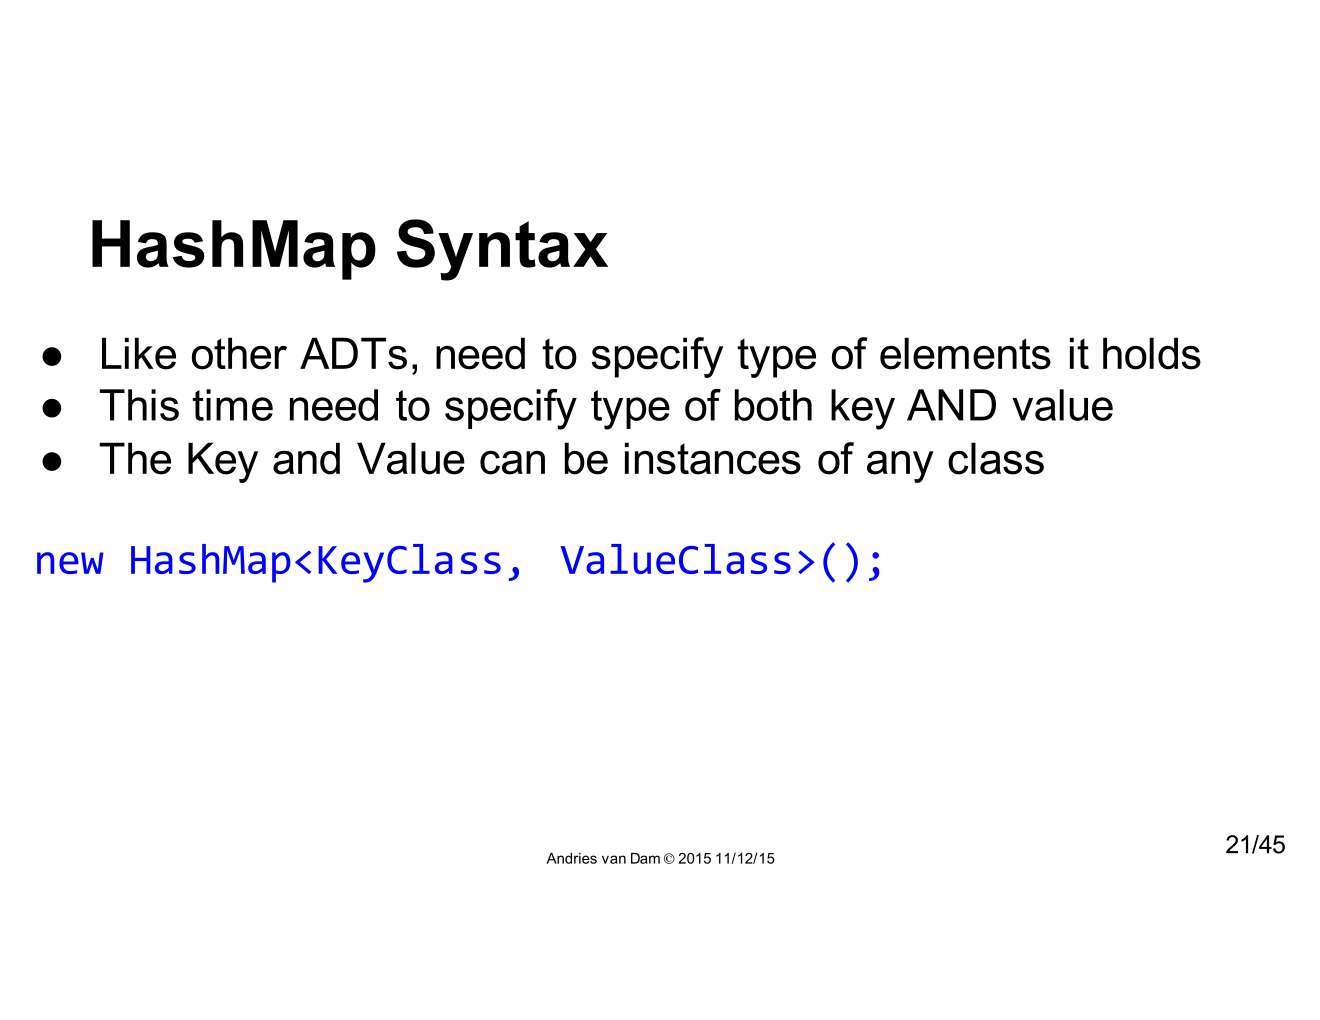 HashMap Syntax
● Like other ADTs, need to specify type of elements it holds
● This time need to specify type of both key AND value
● The Key and Value can be instances of any class
new HashMap<KeyClass, ValueClass>();
Andries van Dam © 2015 11/12/15
21/45